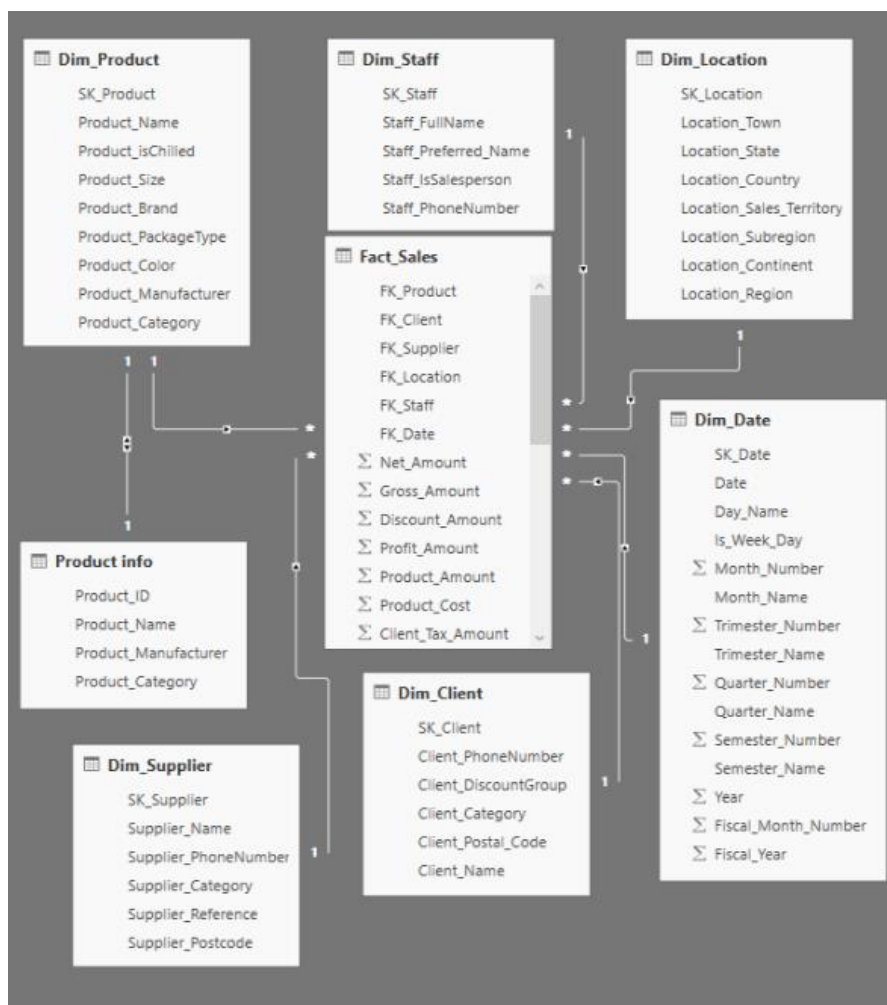 Dim_Product
SK_Product
Product_Name
Product_isChilled
Product_Size
Product_Brand
Product_PackageType
Product_Color
Product_Manufacturer
Product_Category
1 1
Dim_Staff
SK_Staff
Staff_FullName
Staff_Preferred_Name
Staff_IsSalesperson
Staff_PhoneNumber
1
Dim_Location
SK_Location
Location_Town
Location_State
Location_Country
Location_Sales_Territory
Location_Subregion
Location_Continent
Location_Region
1
Fact_Sales
FK_Product
FK_Client
FK_Supplier
FK_Location
FK_Staff
FK_Date
Σ Net_Amount
Σ Gross_Amount
Σ Discount_Amount
Σ Profit_Amount
Σ Product_Amount
Σ Product_Cost
Σ Client_Tax_Amount
*
*
*
*
*
*
Dim_Date
SK_Date
Date
Day_Name
Is_Week_Day
Σ Month_Number
Month_Name
Σ Trimester_Number
Trimester_Name
Σ Quarter_Number
Quarter_Name
Σ Semester_Number
Semester_Name
Σ Year
Σ Fiscal_Month_Number
Σ Fiscal_Year
1
1
Product info
Product_ID
Product_Name
Product_Manufacturer
Product_Category
Dim_Supplier
SK_Supplier
Supplier_Name
Supplier_PhoneNumber
Supplier_Category
Supplier_Reference
Supplier_Postcode
1
Dim_Client
SK_Client
Client_PhoneNumber
Client_DiscountGroup
Client_Category
Client_Postal_Code
Client_Name
1